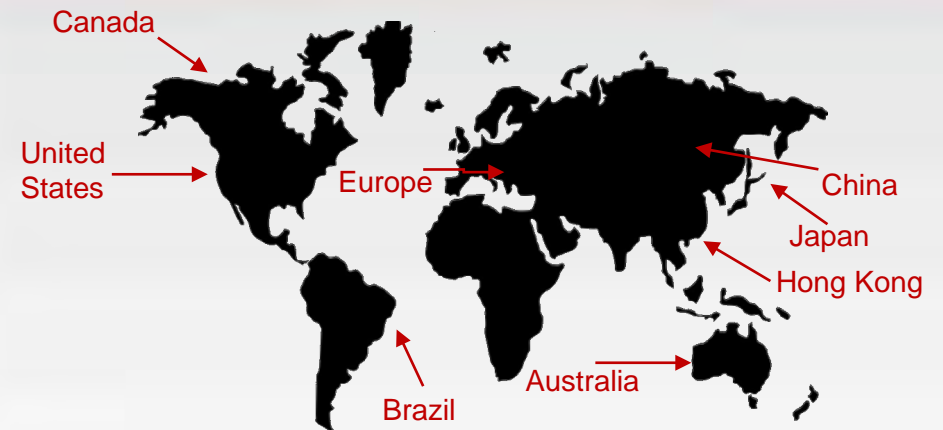 Canada
United
States
Europe
China
Japan
Hong Kong
Australia
Brazil